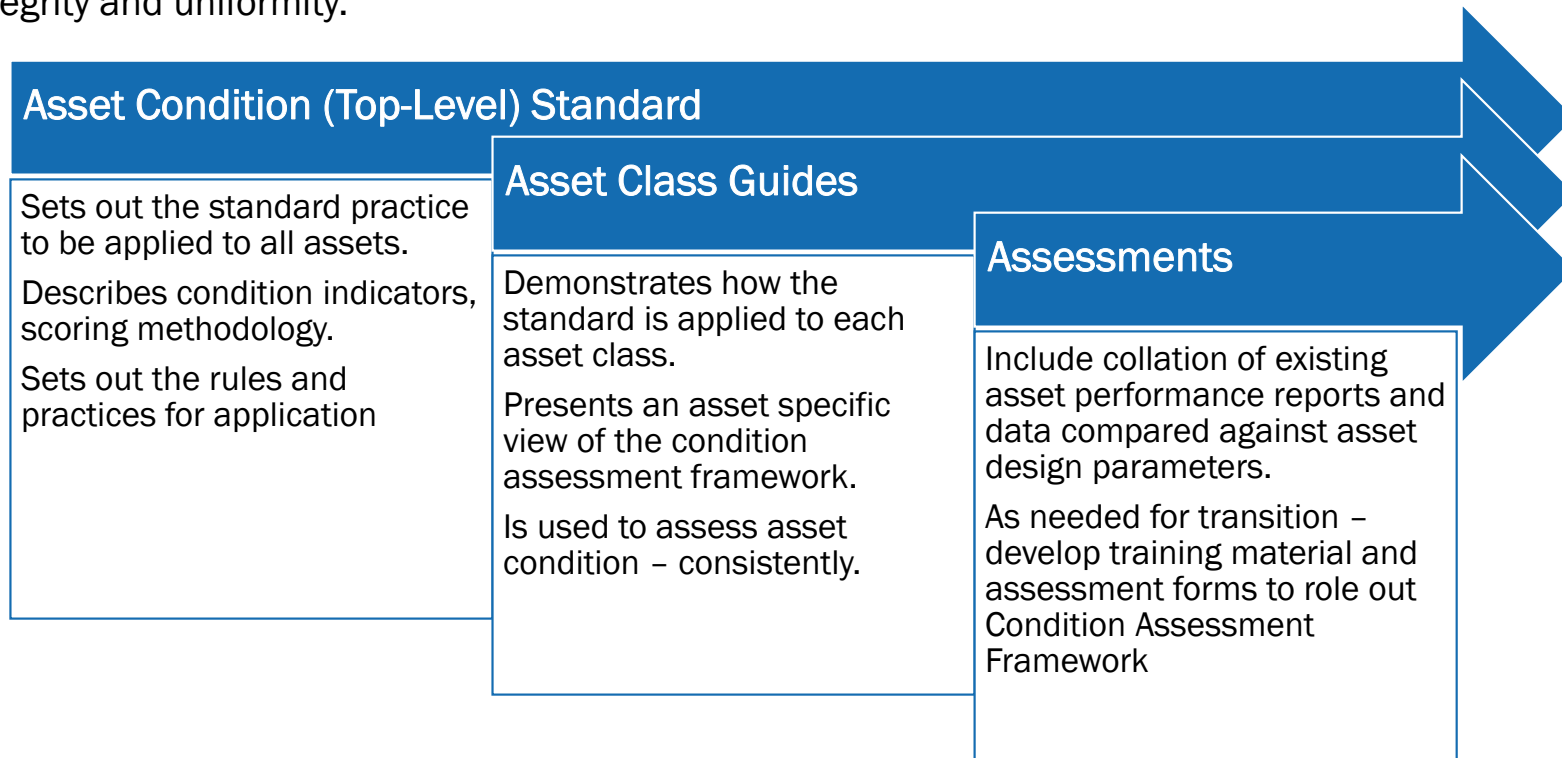 egrity and uniformity.
Asset Condition (Top-Level) Standard
Sets out the standard practice
to be applied to all assets.
Describes condition indicators,
scoring methodology.
Sets out the rules and
practices for application
Asset Class Guides
Demonstrates how the
standard is applied to each
asset class.
Presents an asset specific
view of the condition
assessment framework.
Is used to assess asset
condition – consistently.
Assessments
Include collation of existing
asset performance reports and
data compared against asset
design parameters.
As needed for transition –
develop training material and
assessment forms to role out
Condition Assessment
Framework